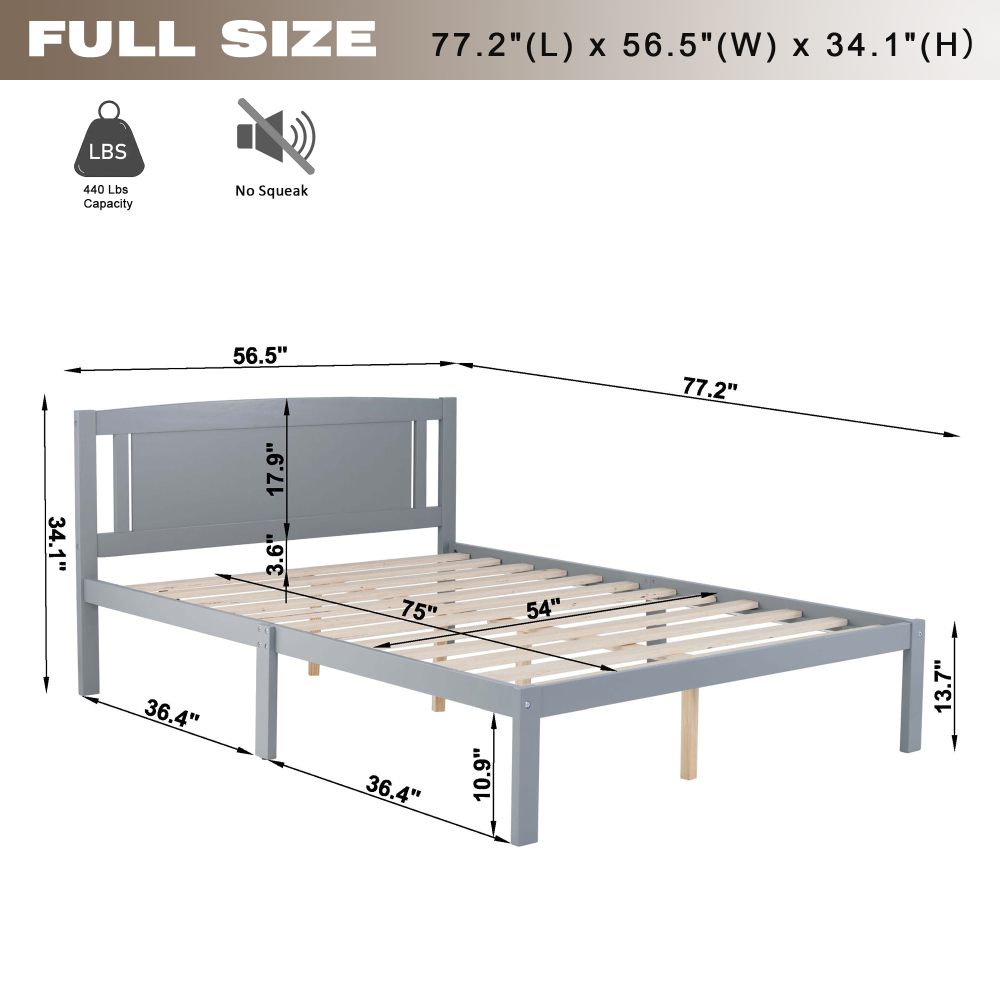 FULL SIZE 77.2"(L) x 56.5"(W) x 34.1"(H)
LBS
440 Lbs
Capacity
No Squeak
56.5"
77.2"
17.9"
34.1"
3.6"
75"
54"
13.7"
36.4"
10.9"
36.4"